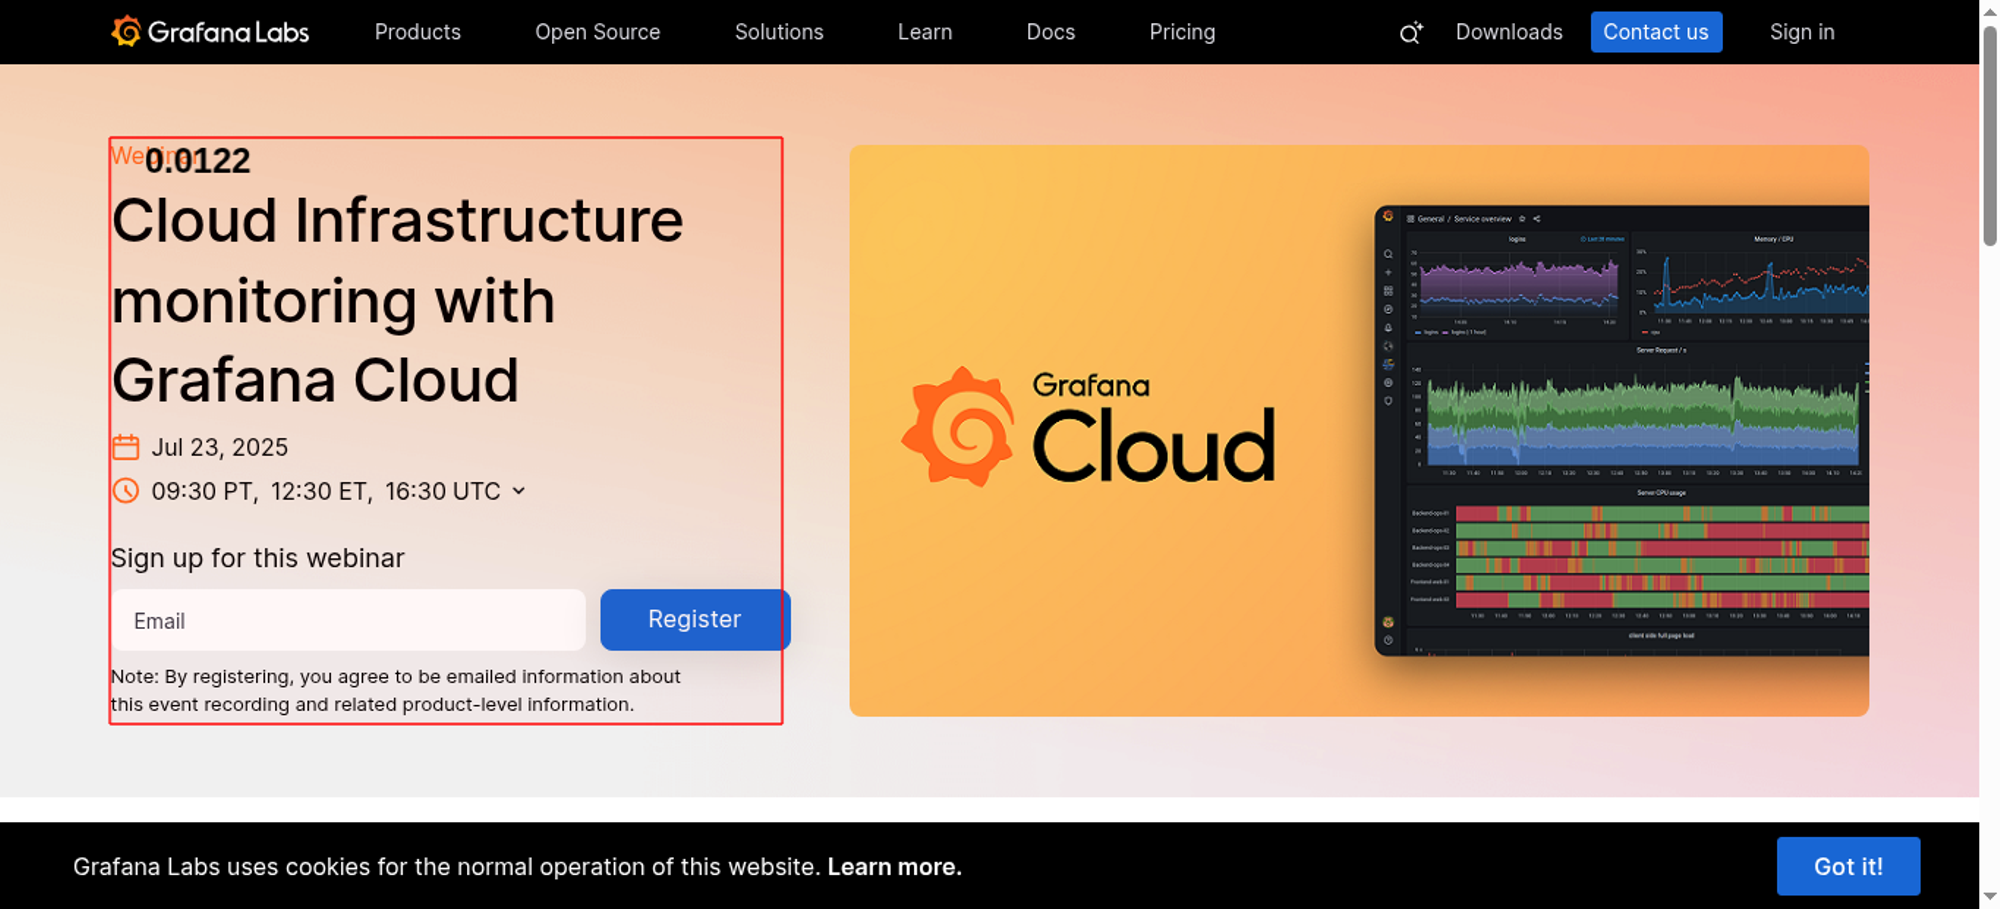 Grafana Labs
Products
Open Source
Solutions
Learn
Docs
Pricing
Downloads
Contact us
Sign in
Webinar
0.0122
Cloud Infrastructure
monitoring with
Grafana Cloud
Jul 23, 2025
09:30 PT, 12:30 ET, 16:30 UTC
Sign up for this webinar
Email
Register
Note: By registering, you agree to be emailed information about
this event recording and related product-level information.
Grafana
Cloud
General / Service overview
logins
Last 30 minutes
Memory / CPU
Server Request / s
Server CPU usage
client side full page load
Grafana Labs uses cookies for the normal operation of this website. Learn more.
Got it!